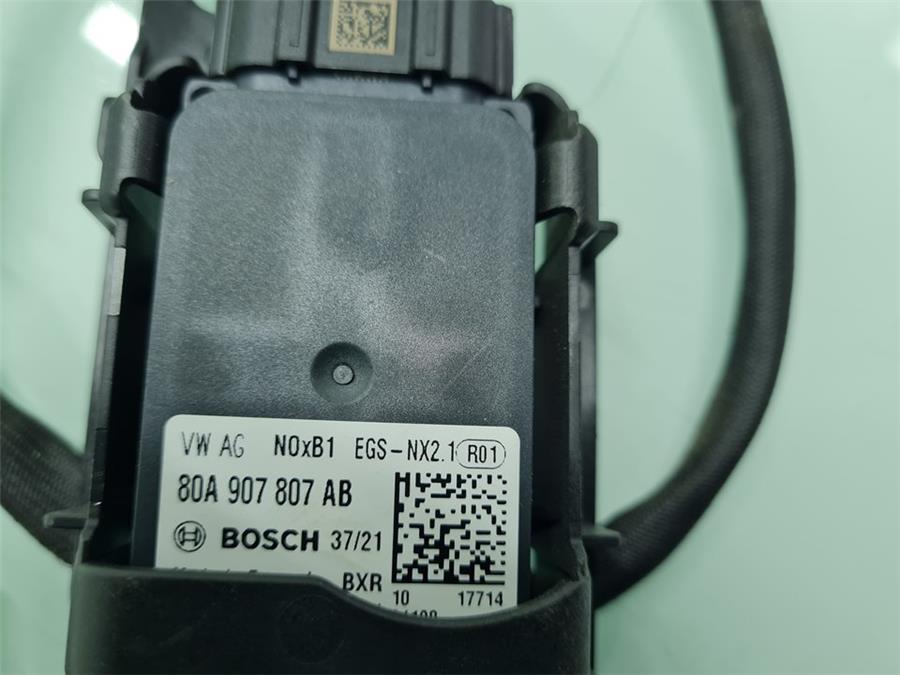 VW AG NOxB1 EGS-NX2.1 R01
80A 907 807 AB
BOSCH 37/21
BXR
10 17714